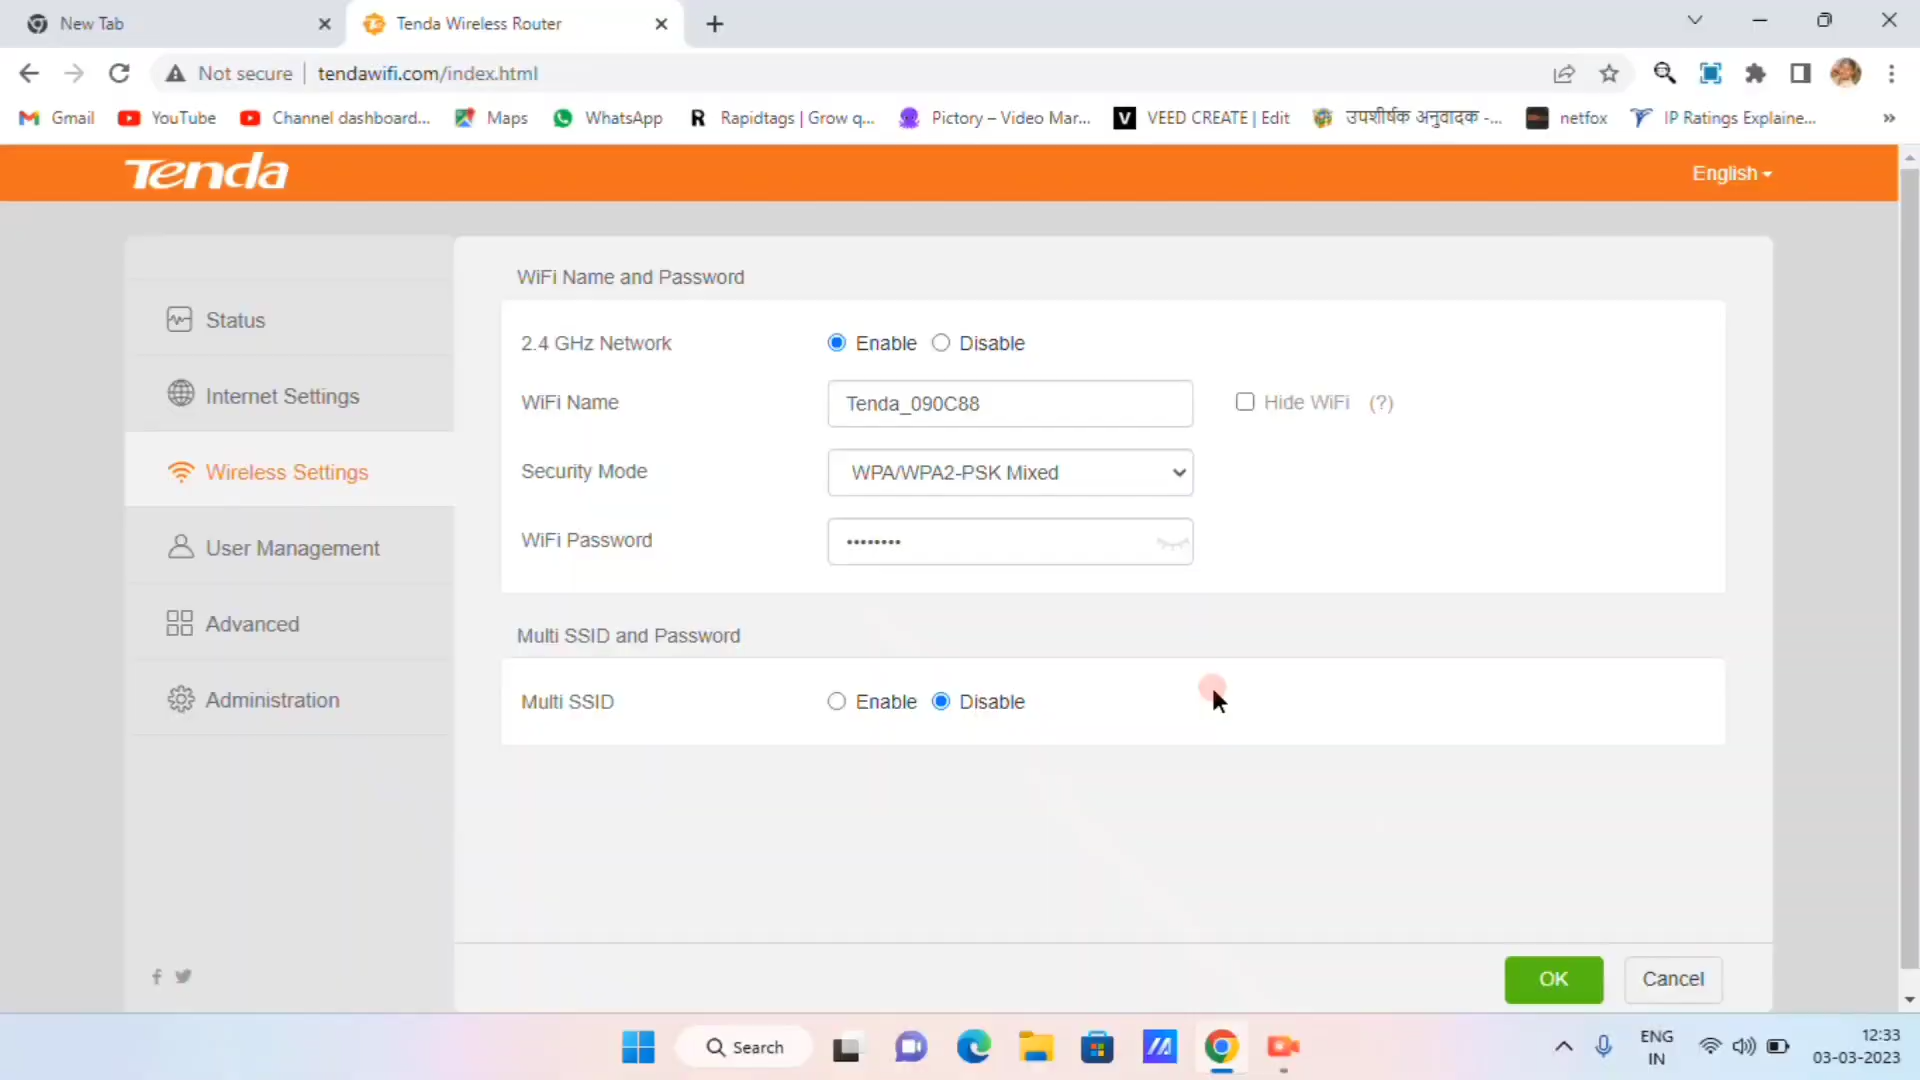 New Tab
Tenda Wireless Router
Not secure
tendawifi.com/index.html
Gmail
YouTube
Channel dashboard...
Maps
WhatsApp
R
Rapidtags | Grow q...
Pictory – Video Mar...
V
VEED CREATE | Edit
उपशीर्षक अनुवादक -...
netfox
IP Ratings Explaine...
»
Tenda
English
Status
Internet Settings
Wireless Settings
User Management
Advanced
Administration
WiFi Name and Password
2.4 GHz Network
Enable
Disable
WiFi Name
Tenda_090C88
Hide WiFi (?)
Security Mode
WPA/WPA2-PSK Mixed
WiFi Password
••••••••
Multi SSID and Password
Multi SSID
Enable
Disable
OK
Cancel
Search
ENG
IN
12:33
03-03-2023